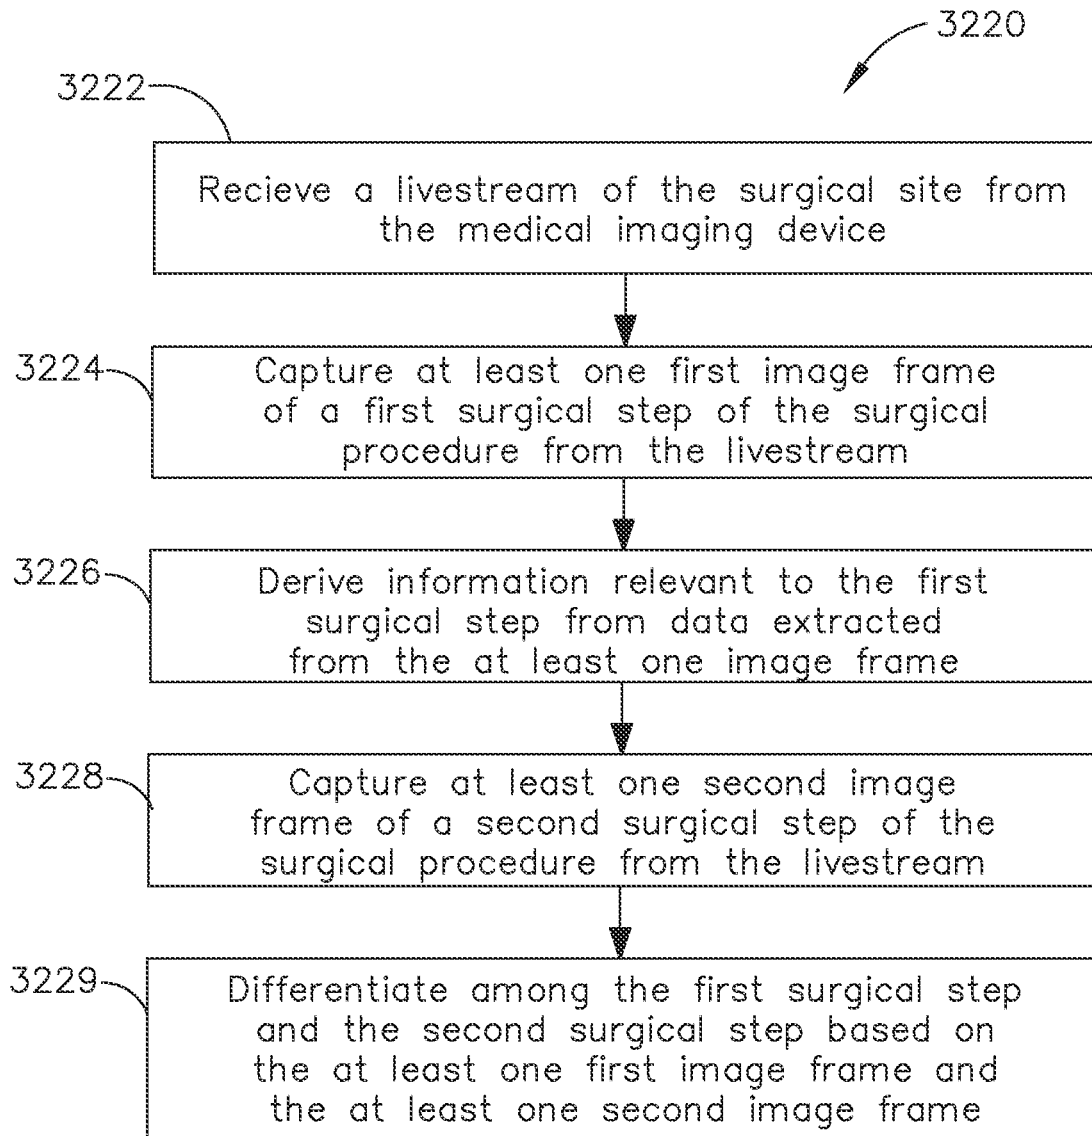 3220
3222
Recieve a livestream of the surgical site from
the medical imaging device
3224
Capture at least one first image frame
of a first surgical step of the surgical
procedure from the livestream
3226
Derive information relevant to the first
surgical step from data extracted
from the at least one image frame
3228
Capture at least one second image
frame of a second surgical step of the
surgical procedure from the livestream
3229
Differentiate among the first surgical step
and the second surgical step based on
the at least one first image frame and
the at least one second image frame